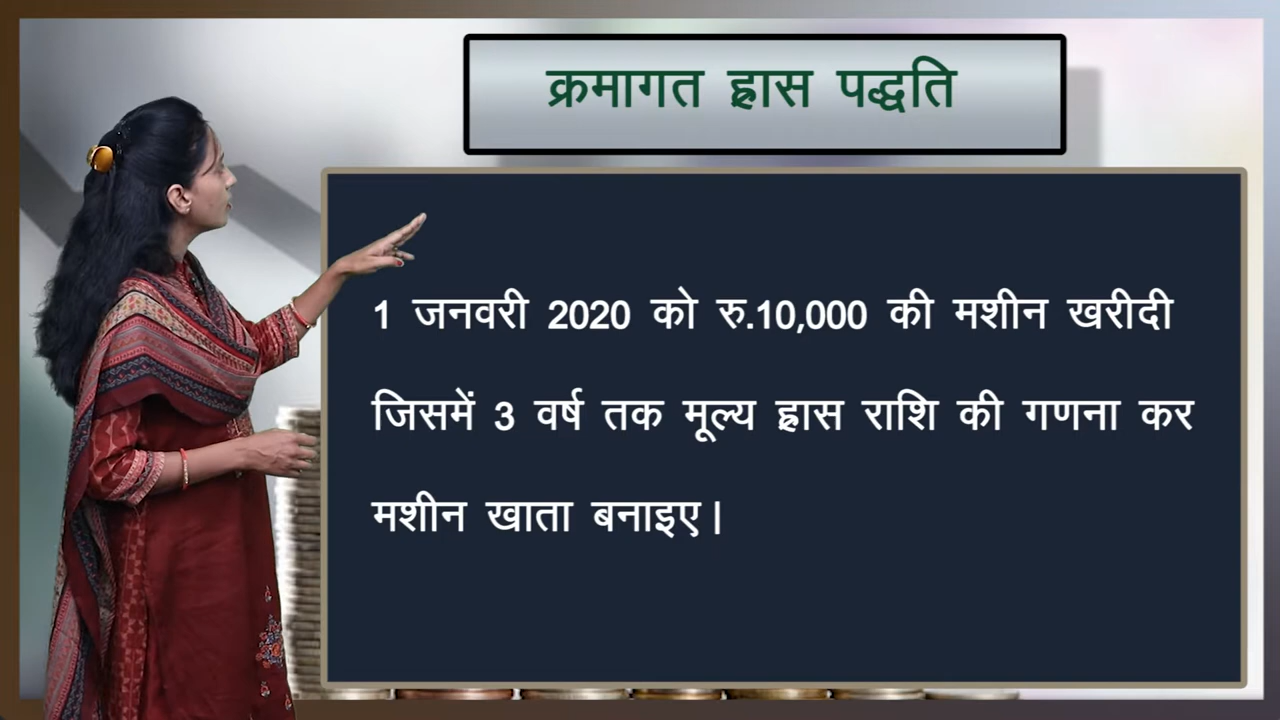 क्रमागत ह्रास पद्धति
1 जनवरी 2020 को रु.10,000 की मशीन खरीदी
जिसमें 3 वर्ष तक मूल्य ह्रास राशि की गणना कर
मशीन खाता बनाइए।